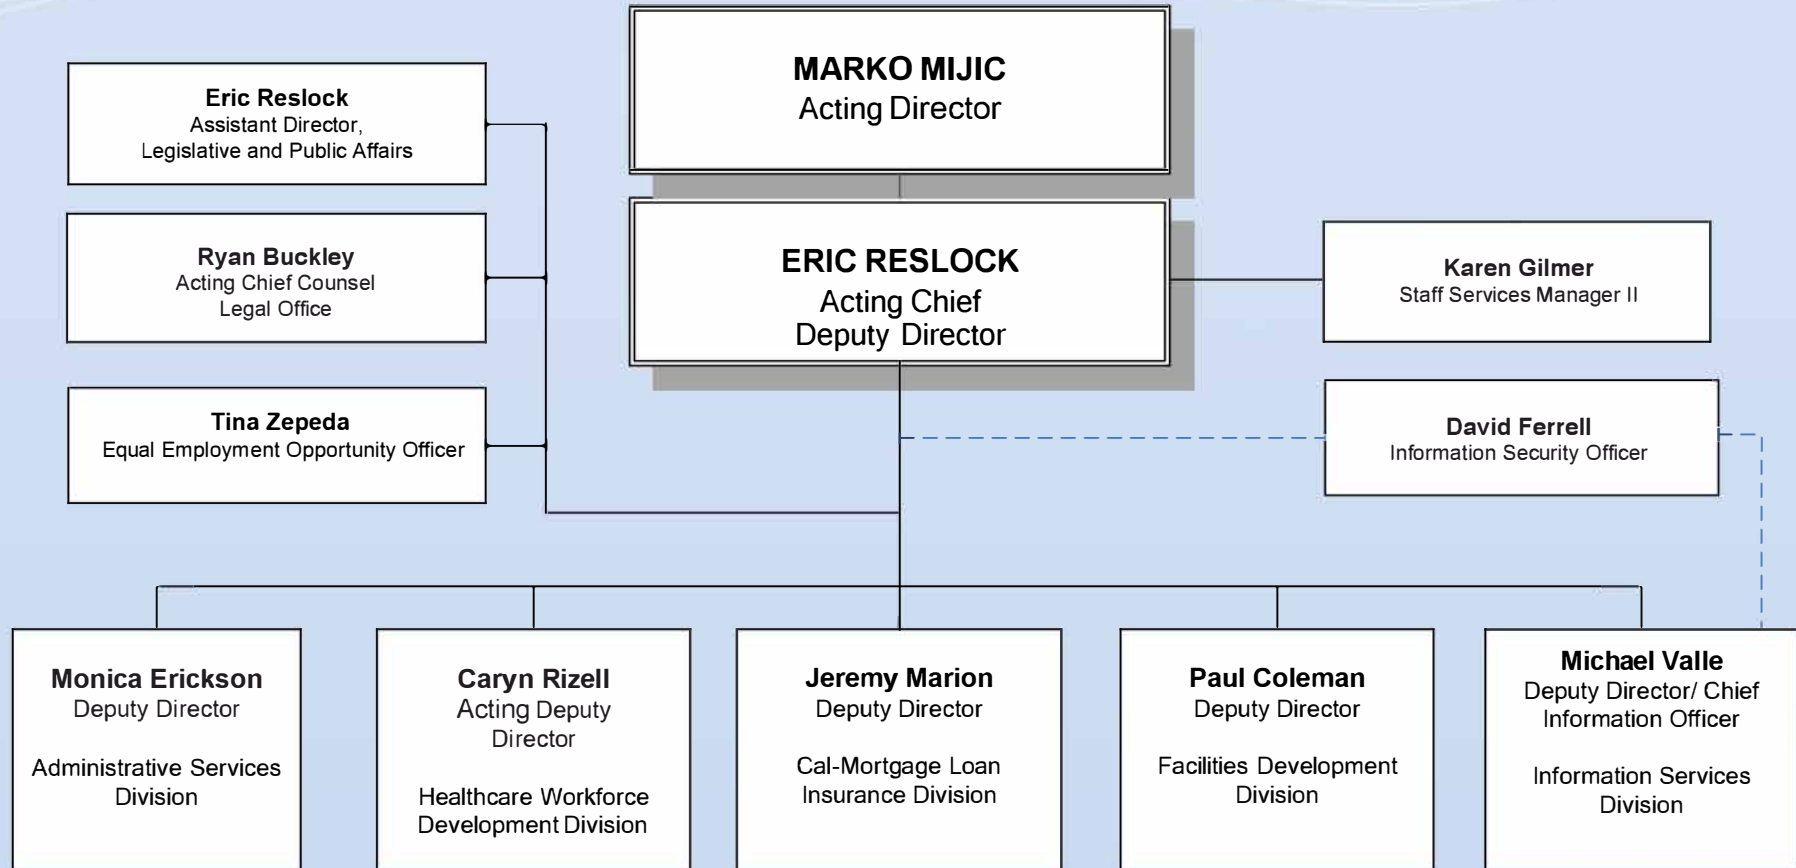 MARKO MIJIC
Acting Director
Eric Reslock
Assistant Director,
Legislative and Public Affairs
Ryan Buckley
Acting Chief Counsel
Legal Office
ERIC RESLOCK
Acting Chief
Deputy Director
Karen Gilmer
Staff Services Manager II
Tina Zepeda
Equal Employment Opportunity Officer
David Ferrell
Information Security Officer
Monica Erickson
Deputy Director
Administrative Services
Division
Caryn Rizell
Acting Deputy
Director
Healthcare Workforce
Development Division
Jeremy Marion
Deputy Director
Cal-Mortgage Loan
Insurance Division
Paul Coleman
Deputy Director
Facilities Development
Division
Michael Valle
Deputy Director/ Chief
Information Officer
Information Services
Division